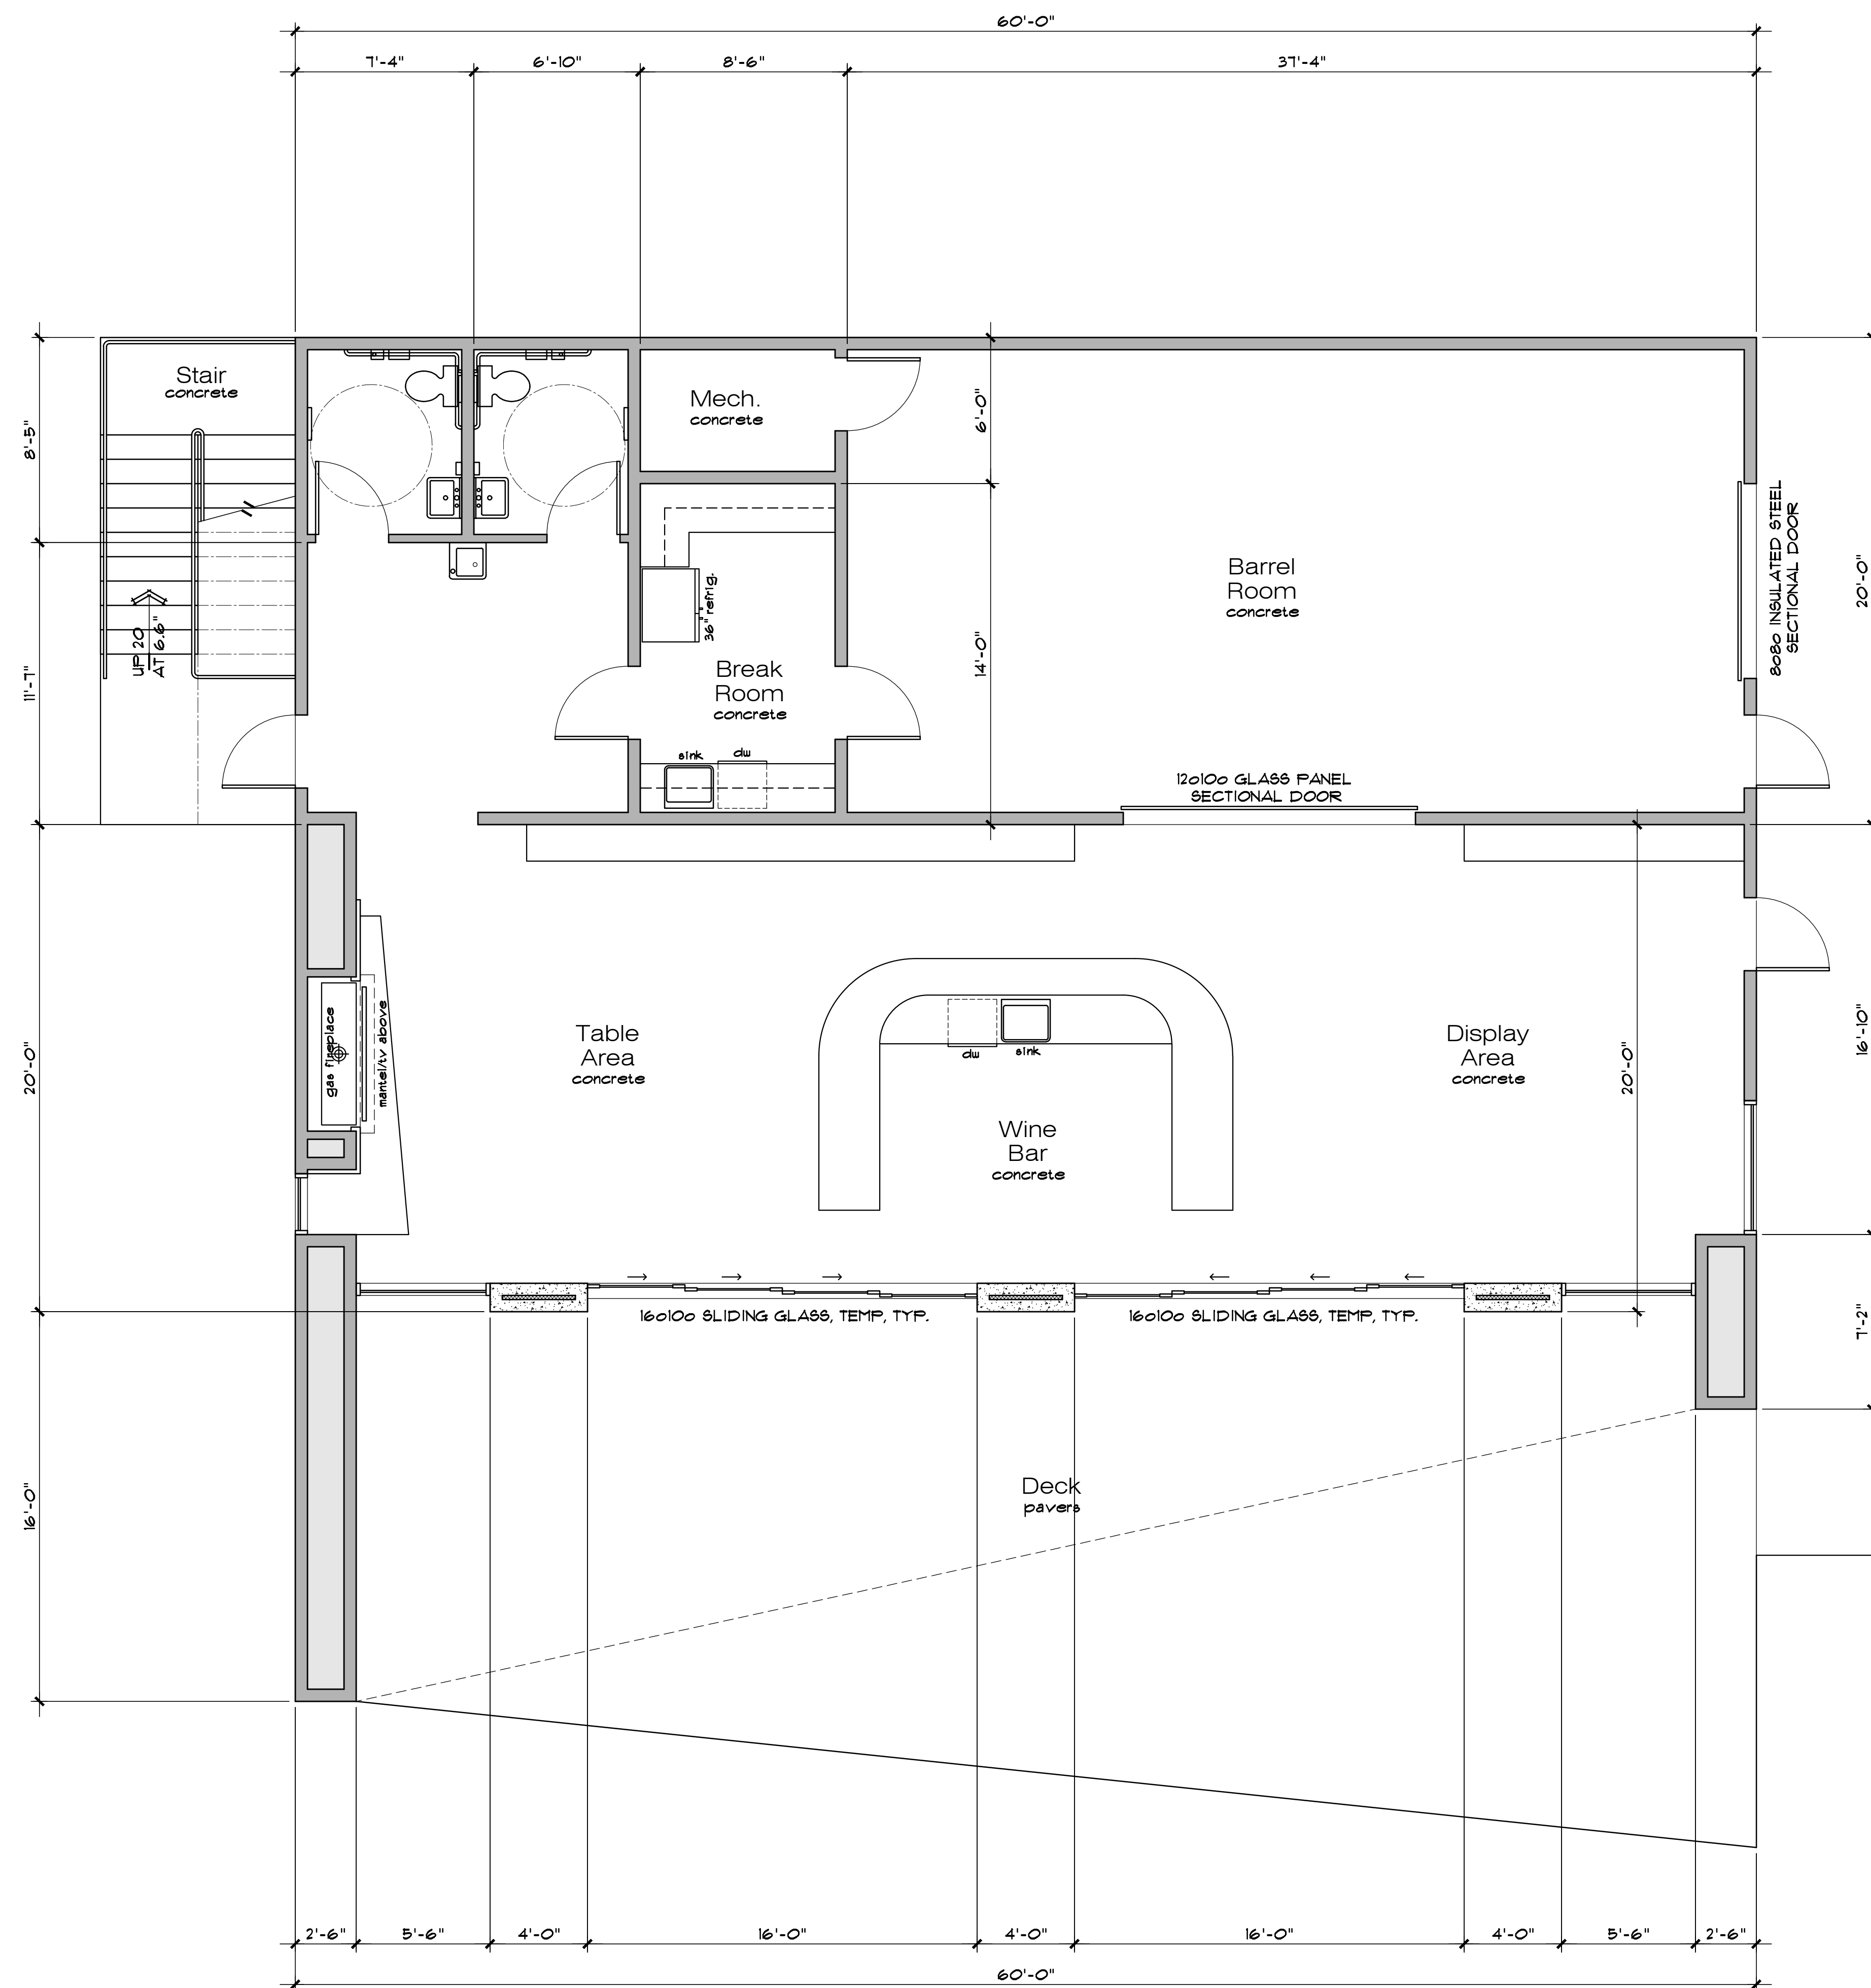 60'-0"
7'-4"
6'-10"
8'-6"
37'-4"
Stair
concrete
8'-5"
Mech.
concrete
6'-0"
Barrel
Room
concrete
8080 INSULATED STEEL
SECTIONAL DOOR
20'-0"
36" refrig.
UP 20
AT 6.6"
11'-7"
14'-0"
Break
Room
concrete
sink
dw
12010o GLASS PANEL
SECTIONAL DOOR
gas fireplace
mantel/tv above
20'-0"
Table
Area
concrete
dw
sink
Wine
Bar
concrete
Display
Area
concrete
20'-0"
16'-10"
16010o SLIDING GLASS, TEMP, TYP.
16010o SLIDING GLASS, TEMP, TYP.
7'-2"
Deck
pavers
16'-0"
2'-6"
5'-6"
4'-0"
16'-0"
4'-0"
16'-0"
4'-0"
5'-6"
2'-6"
60'-0"